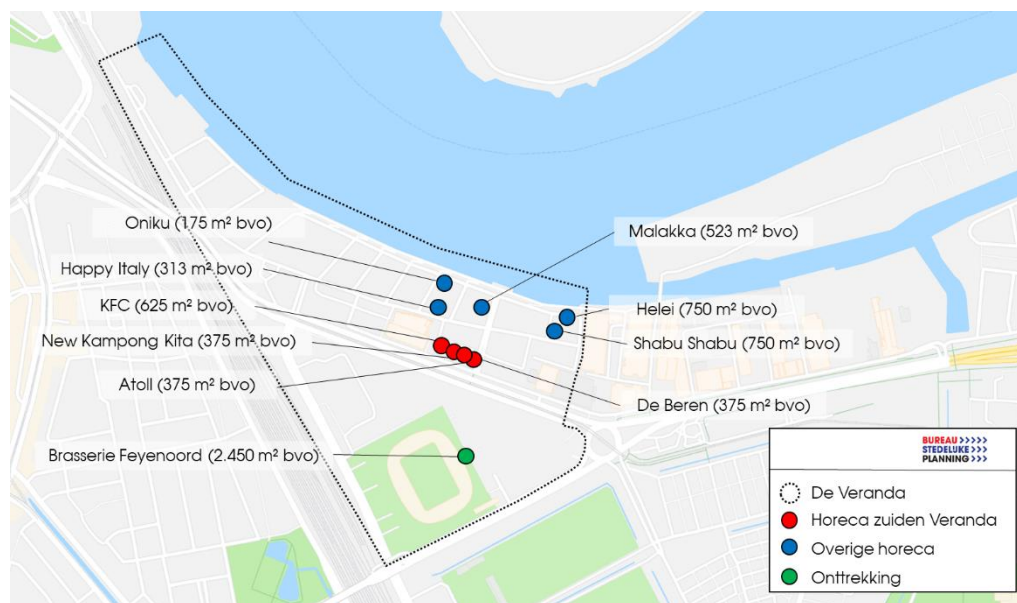 Oniku (175 m² bvo)
Malakka (523 m² bvo)
Happy Italy (313 m² bvo)
KFC (625 m² bvo)
Helei (750 m² bvo)
New Kampong Kita (375 m² bvo)
Shabu Shabu (750 m² bvo)
Atoll (375 m² bvo)
De Beren (375 m² bvo)
Brasserie Feyenoord (2.450 m² bvo)
BUREAU >>>>>
STEDELIJKE >>>
PLANNING >>>
De Veranda
Horeca zuiden Veranda
Overige horeca
Onttrekking